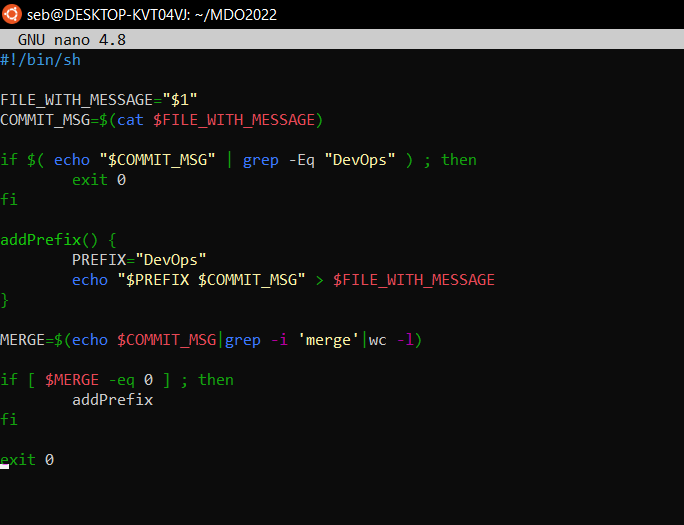 seb@DESKTOP-KVT04VJ: ~/MDO2022
GNU nano 4.8
#!/bin/sh
FILE_WITH_MESSAGE="$1"
COMMIT_MSG=$(cat $FILE_WITH_MESSAGE)
if $( echo "$COMMIT_MSG" | grep -Eq "DevOps" ) ; then
        exit 0
fi
addPrefix() {
        PREFIX="DevOps"
        echo "$PREFIX $COMMIT_MSG" > $FILE_WITH_MESSAGE
}
MERGE=$(echo $COMMIT_MSG|grep -i 'merge'|wc -l)
if [ $MERGE -eq 0 ] ; then
        addPrefix
fi
exit 0